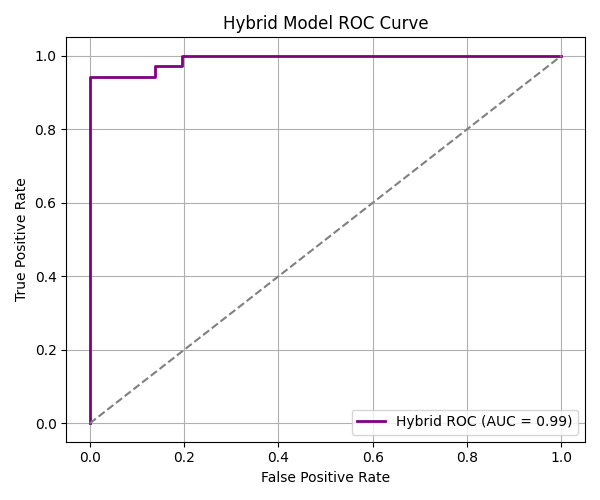 Hybrid Model ROC Curve
True Positive Rate
1.0
0.8
0.6
0.4
0.2
0.0
Hybrid ROC (AUC = 0.99)
0.0 0.2 0.4 0.6 0.8 1.0
False Positive Rate